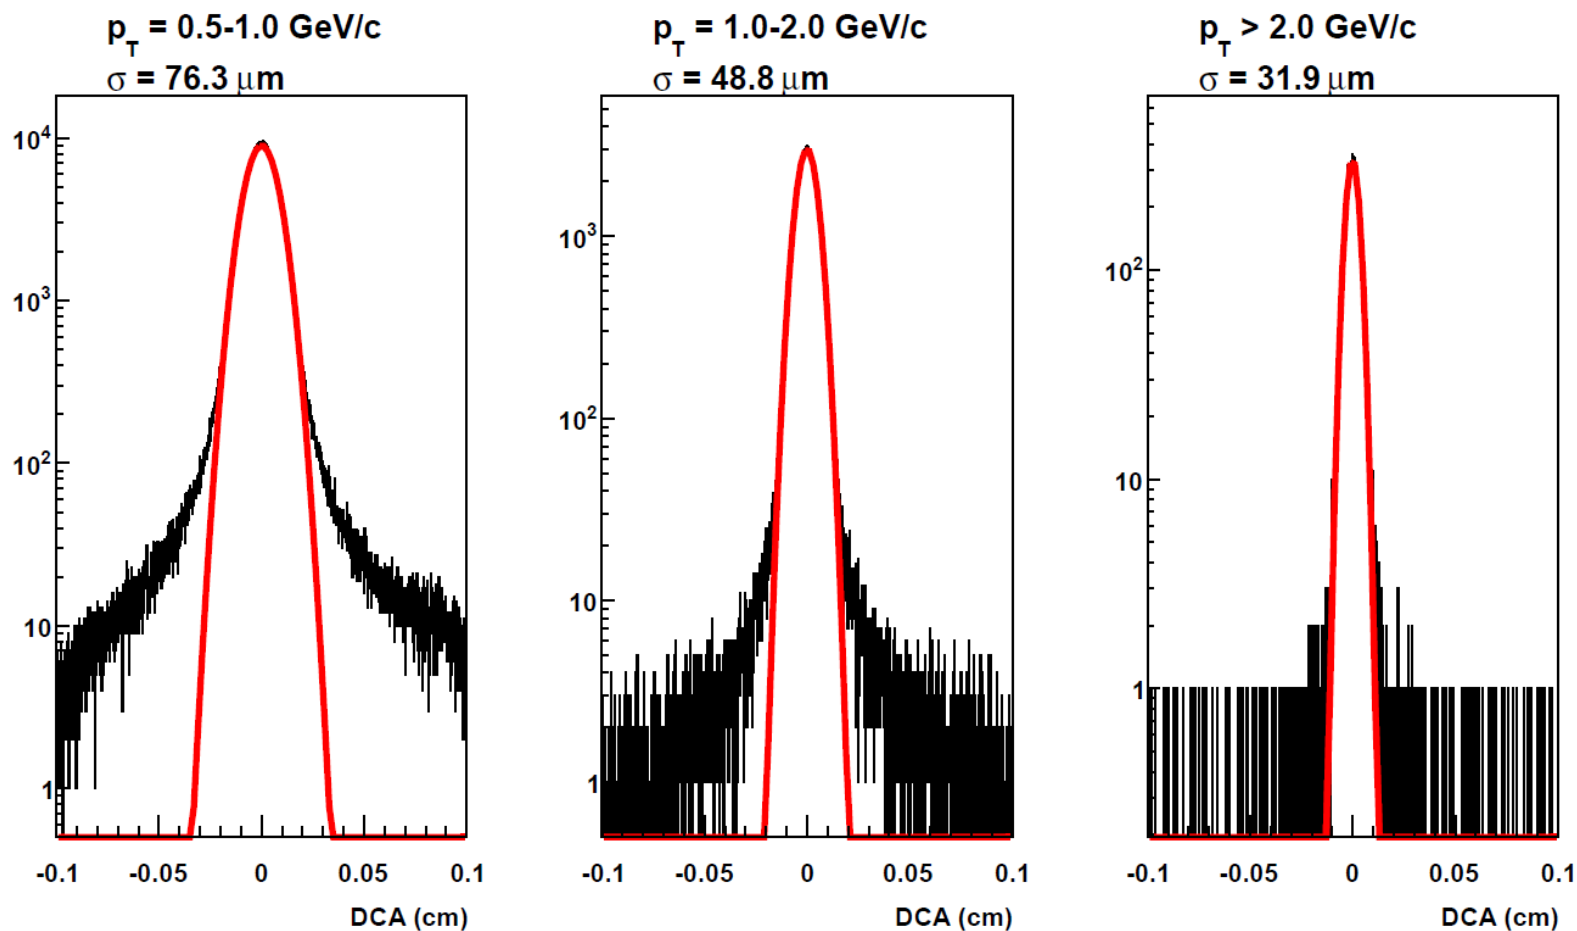 p_T = 0.5-1.0 GeV/c
σ = 76.3 μm
10^4
10^3
10^2
10
1
-0.1 -0.05 0 0.05 0.1
DCA (cm)
p_T = 1.0-2.0 GeV/c
σ = 48.8 μm
10^3
10^2
10
1
-0.1 -0.05 0 0.05 0.1
DCA (cm)
p_T > 2.0 GeV/c
σ = 31.9 μm
10^2
10
1
-0.1 -0.05 0 0.05 0.1
DCA (cm)